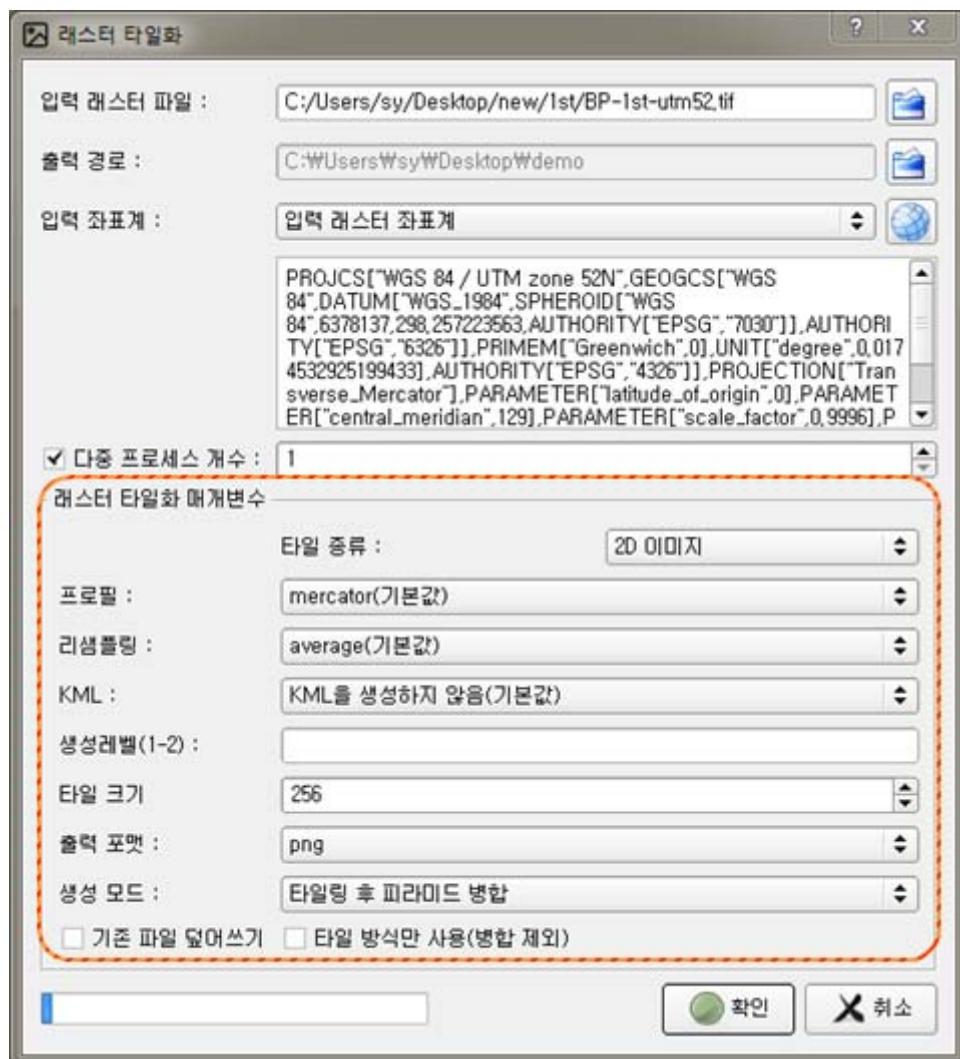 래스터 타일화
입력 래스터 파일 : C:/Users/sy/Desktop/new/1st/BP-1st-utm52.tif
출력 경로 : C:₩Users₩sy₩Desktop₩demo
입력 좌표계 : 입력 래스터 좌표계
PROJCS["WGS 84 / UTM zone 52N",GEOGCS["WGS
84",DATUM["WGS_1984",SPHEROID["WGS
84",6378137,298.257223563,AUTHORITY["EPSG","7030"]],AUTHORI
TY["EPSG","6326"]],PRIMEM["Greenwich",0],UNIT["degree",0.017
4532925199433],AUTHORITY["EPSG","4326"]],PROJECTION["Tran
sverse_Mercator"],PARAMETER["latitude_of_origin",0],PARAMET
ER["central_meridian",129],PARAMETER["scale_factor",0.9996],P
다중 프로세스 개수 : 1
래스터 타일화 매개변수
타일 종류 : 2D 이미지
프로필 : mercator(기본값)
리샘플링 : average(기본값)
KML : KML을 생성하지 않음(기본값)
생성레벨(1-2) :
타일 크기 256
출력 포맷 : png
생성 모드 : 타일링 후 피라미드 병합
기존 파일 덮어쓰기 타일 방식만 사용(병합 제외)
확인 취소